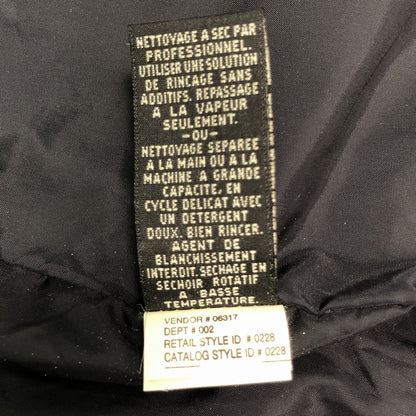 NETTOYAGE A SEC PAR
PROFESSIONNEL.
UTILISER UNE SOLUTION
DE RINCAGE SANS
ADDITIFS. REPASSAGE
A LA VAPEUR
SEULEMENT.
-OU-
NETTOYAGE SEPAREE
A LA MAIN OU A LA
MACHINE A GRANDE
CAPACITE, EN
CYCLE DELICAT AVEC
UN DETERGENT
DOUX. BIEN RINCER.
AGENT DE
BLANCHISSEMENT
INTERDIT. SECHAGE EN
SECHOIR ROTATIF
A BASSE
TEMPERATURE.
VENDOR # 06317
DEPT # 002
RETAIL STYLE ID # 0228
CATALOG STYLE ID # 0228